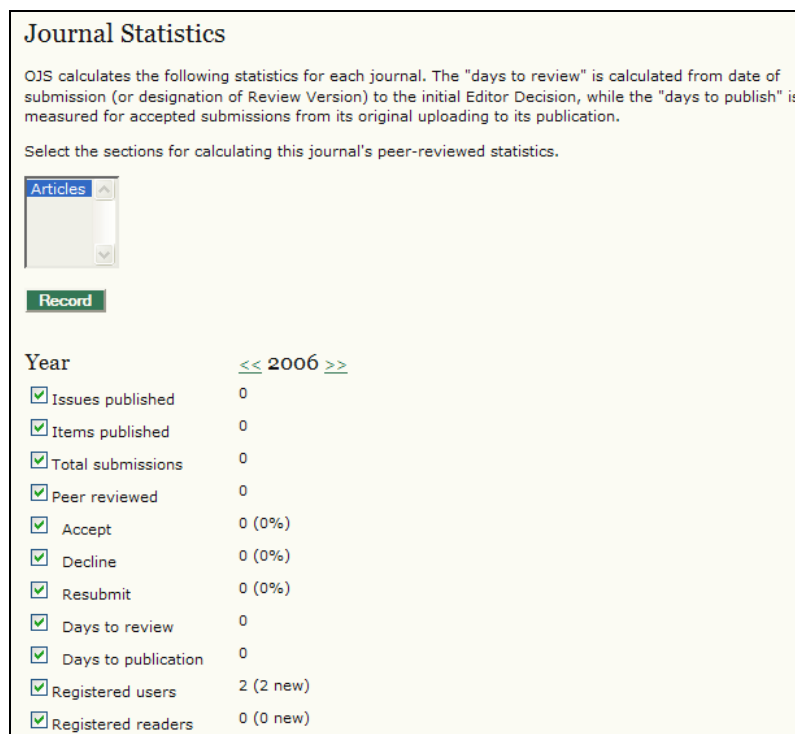 Journal Statistics
OJS calculates the following statistics for each journal. The "days to review" is calculated from date of
submission (or designation of Review Version) to the initial Editor Decision, while the "days to publish" is
measured for accepted submissions from its original uploading to its publication.
Select the sections for calculating this journal's peer-reviewed statistics.
Articles
Record
Year << 2006 >>
Issues published 0
Items published 0
Total submissions 0
Peer reviewed 0
Accept 0 (0%)
Decline 0 (0%)
Resubmit 0 (0%)
Days to review 0
Days to publication 0
Registered users 2 (2 new)
Registered readers 0 (0 new)